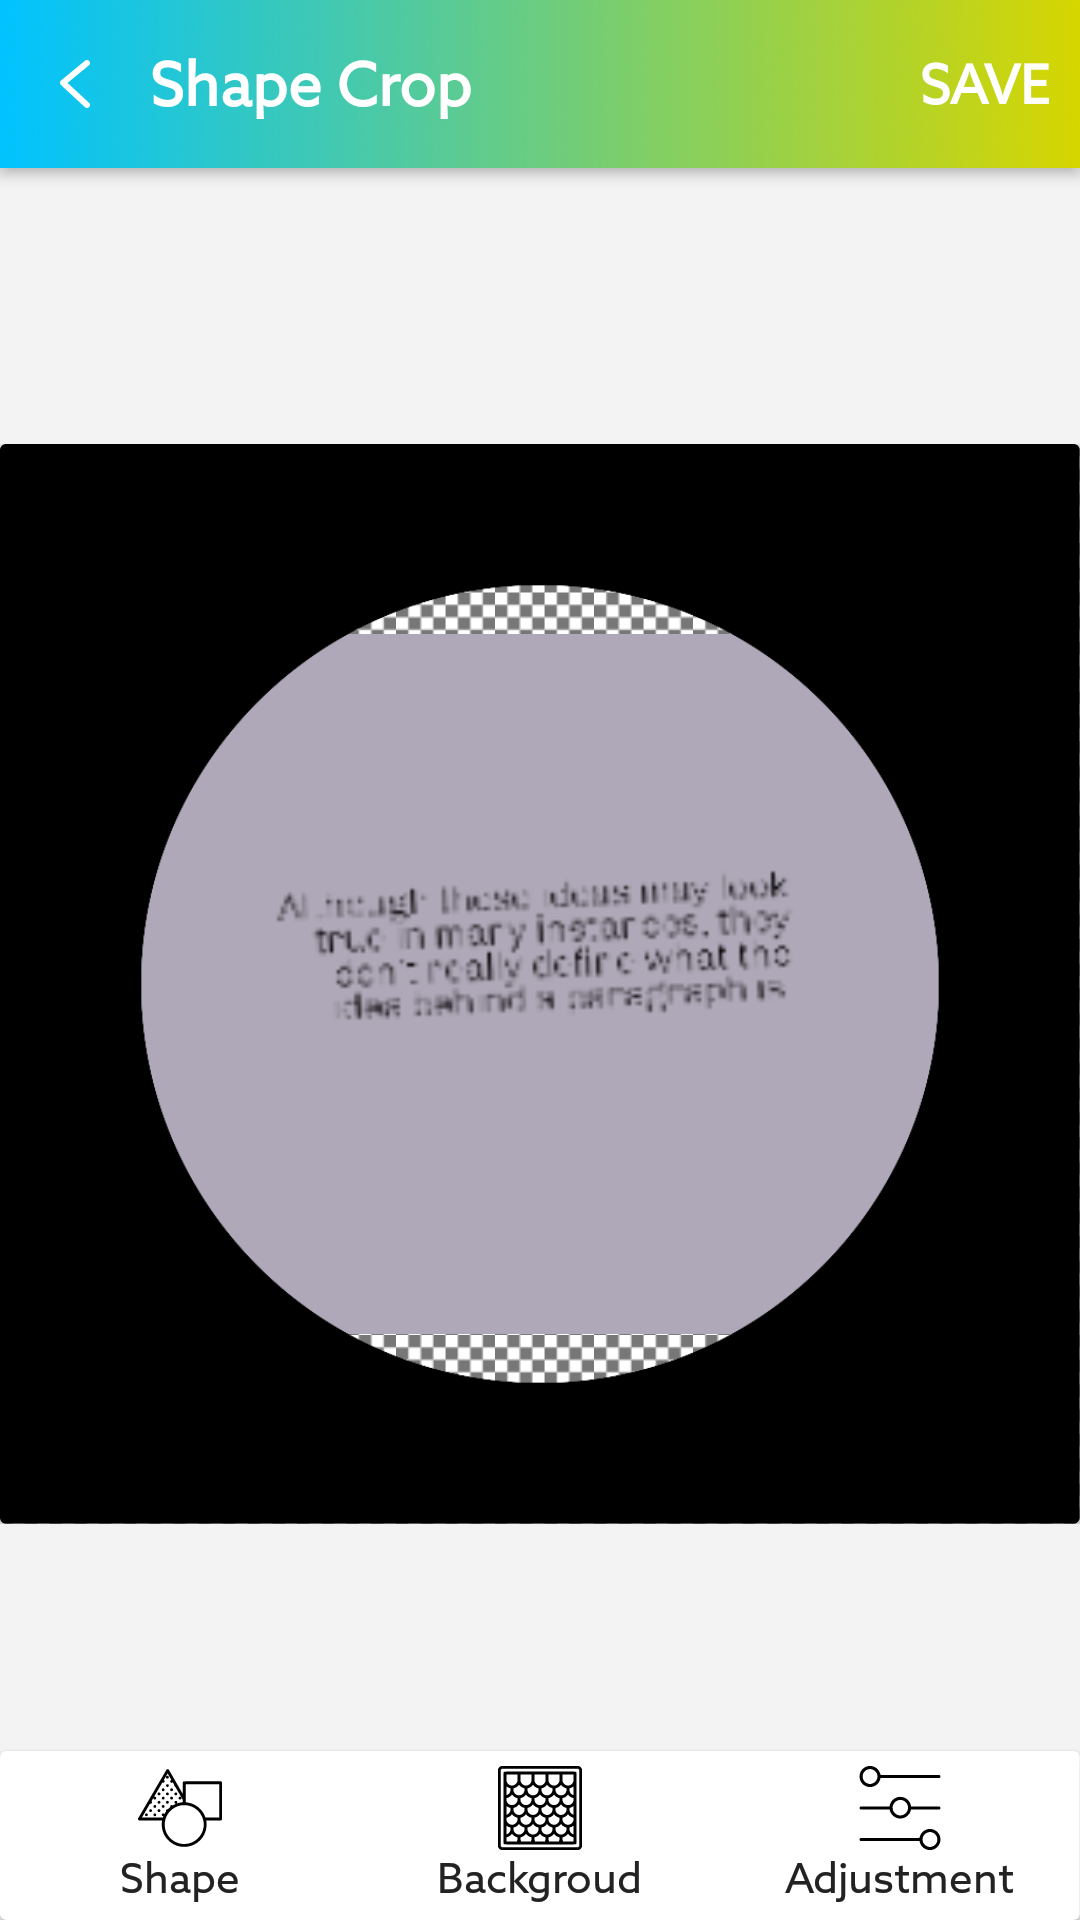 Shape Crop
SAVE
Although these ideas may look
true in many instances, they
don't really define what the
idea behind a paragraph is
Shape
Backgroud
Adjustment